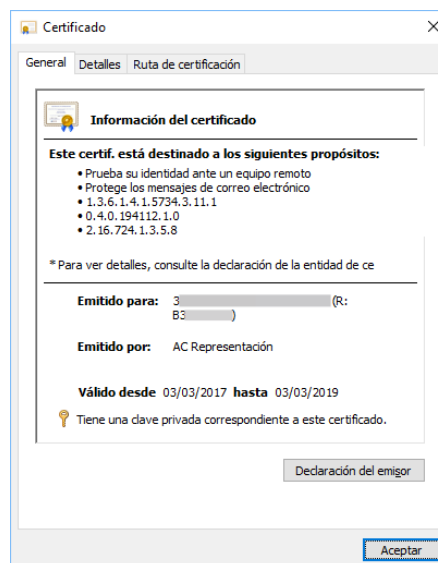 Certificado
General Detalles Ruta de certificación
Información del certificado
Este certif. está destinado a los siguientes propósitos:
• Prueba su identidad ante un equipo remoto
• Protege los mensajes de correo electrónico
• 1.3.6.1.4.1.5734.3.11.1
• 0.4.0.194112.1.0
• 2.16.724.1.3.5.8
* Para ver detalles, consulte la declaración de la entidad de ce
Emitido para: 3 (R:
B3 )
Emitido por: AC Representación
Válido desde 03/03/2017 hasta 03/03/2019
Tiene una clave privada correspondiente a este certificado.
Declaración del emisor
Aceptar